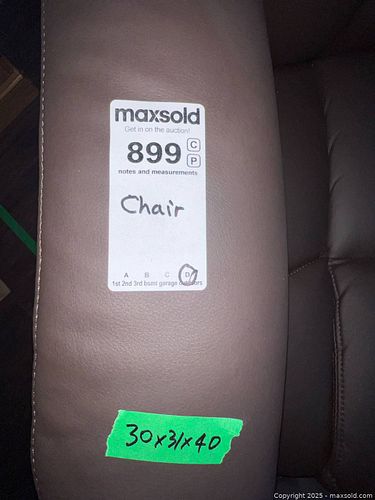 maxsold
Get in on the auction!
899 C
P
notes and measurements
Chair
A B C D
1st 2nd 3rd bsmt garage outdoors
30x31x40
Copyright 2025 - maxsold.com